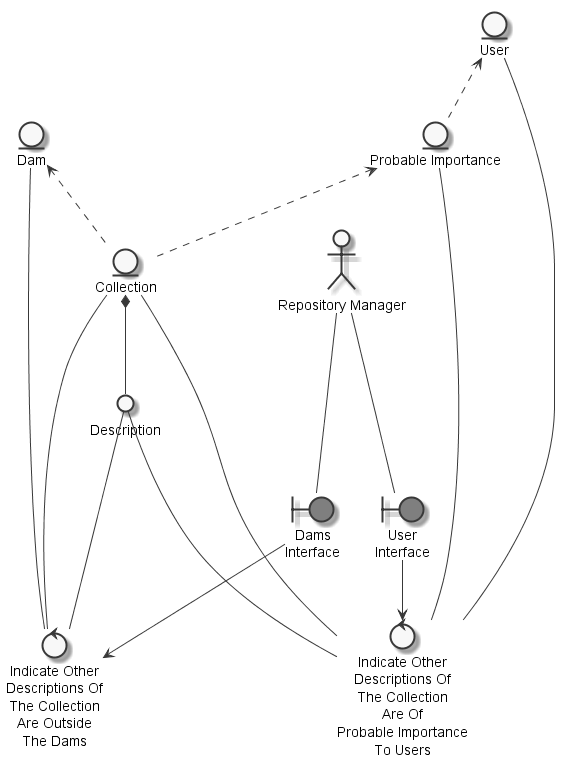 User
Dam
Probable Importance
Collection
Repository Manager
Description
Dams
Interface
User
Interface
Indicate Other
Descriptions Of
The Collection
Are Outside
The Dams
Indicate Other
Descriptions Of
The Collection
Are Of
Probable Importance
To Users